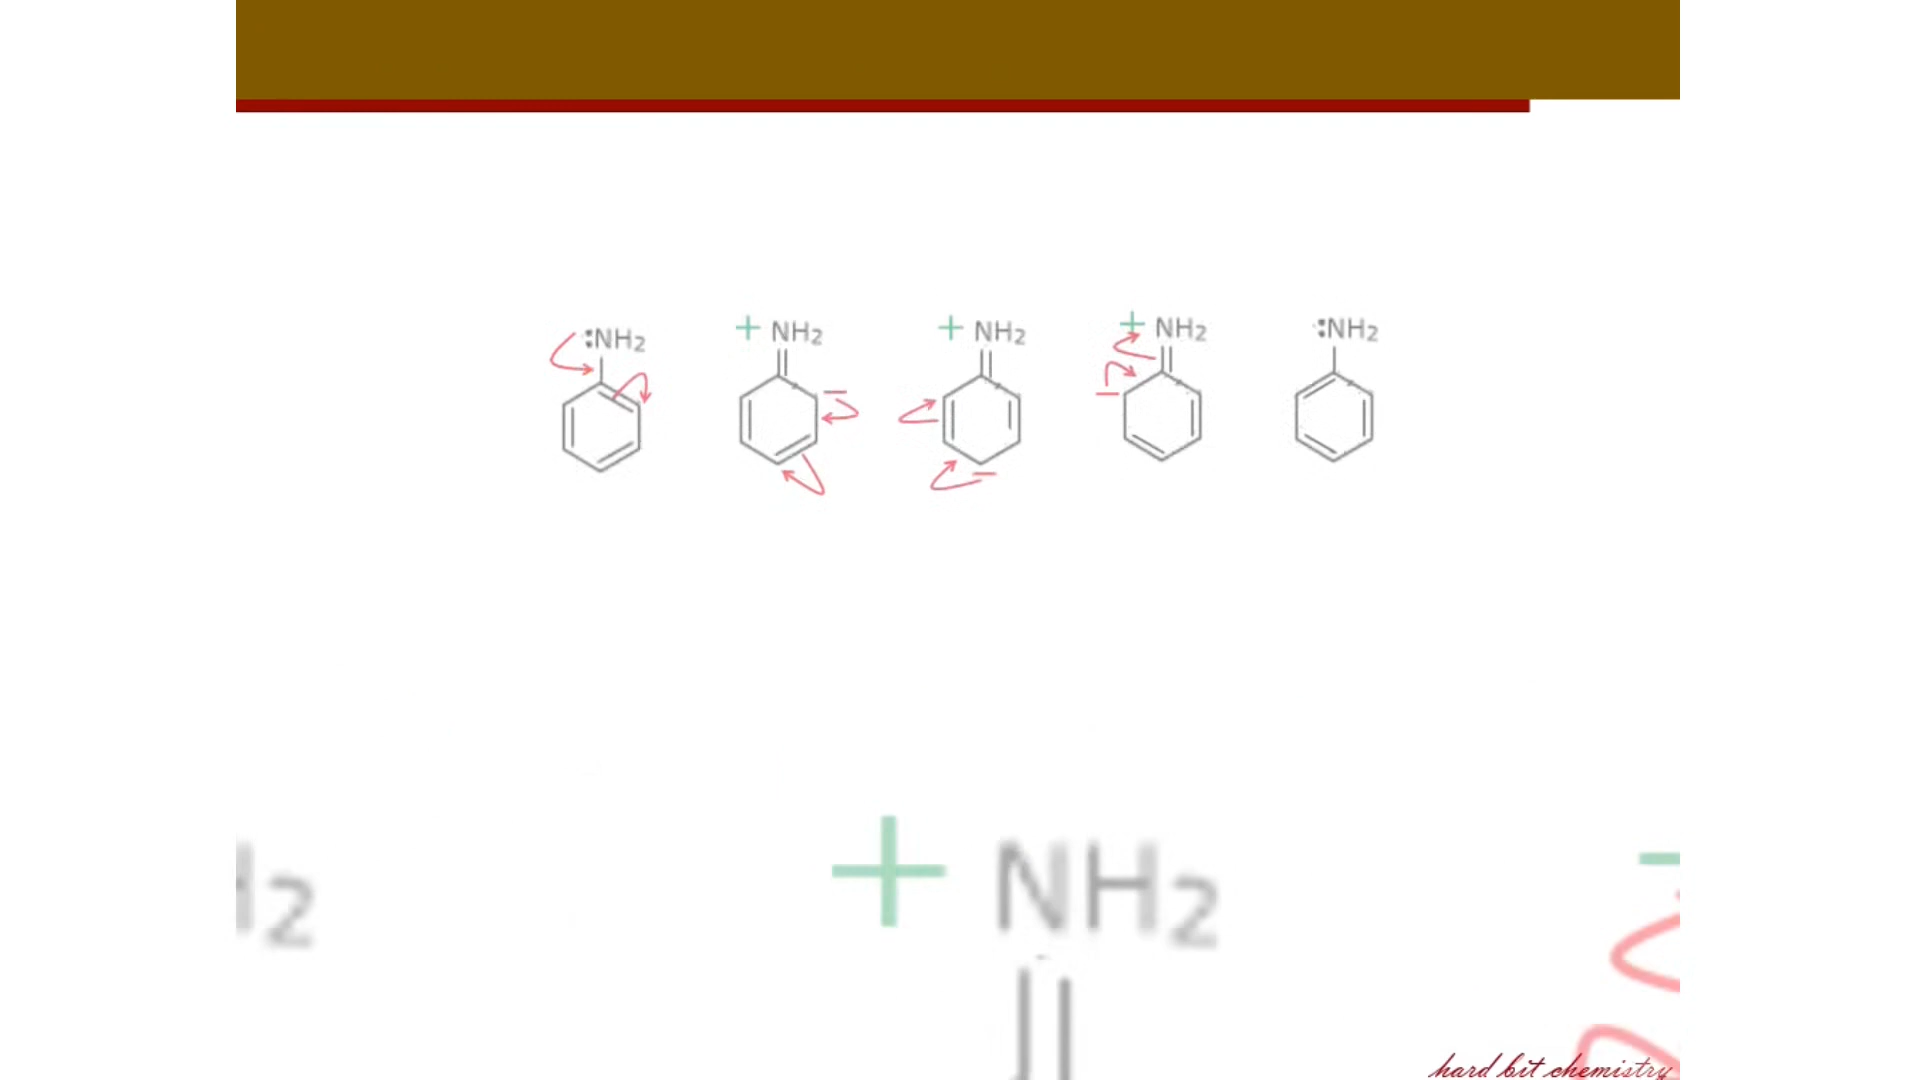 :NH2 + NH2 + NH2 + NH2 :NH2
− − −
+ NH2
hard bit chemistry